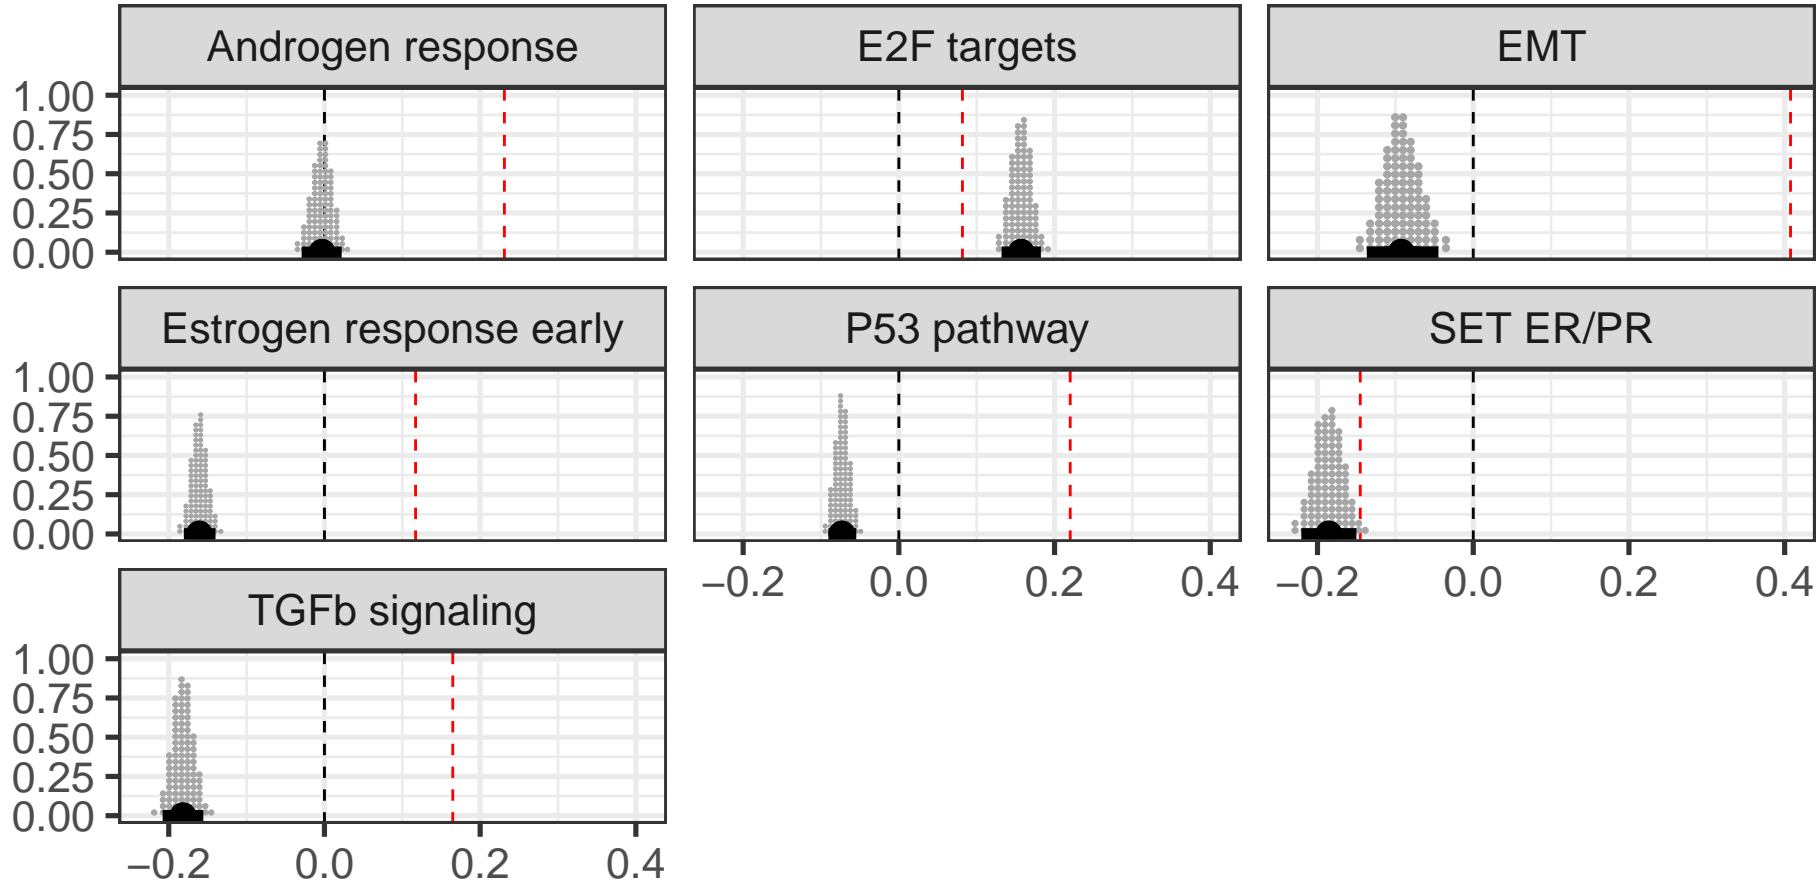 Androgen response
E2F targets
EMT
1.00
0.75
0.50
0.25
0.00
Estrogen response early
P53 pathway
SET ER/PR
1.00
0.75
0.50
0.25
0.00
−0.2 0.0 0.2 0.4
−0.2 0.0 0.2 0.4
TGFb signaling
1.00
0.75
0.50
0.25
0.00
−0.2 0.0 0.2 0.4